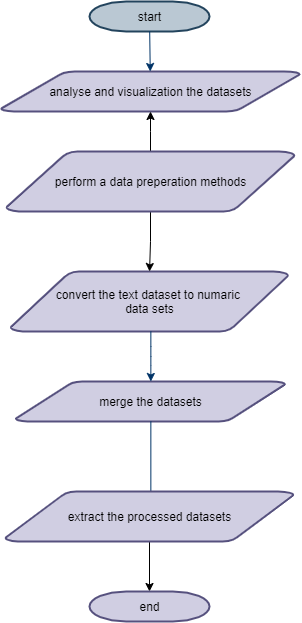 start
analyse and visualization the datasets
perform a data preperation methods
convert the text dataset to numaric
data sets
merge the datasets
extract the processed datasets
end